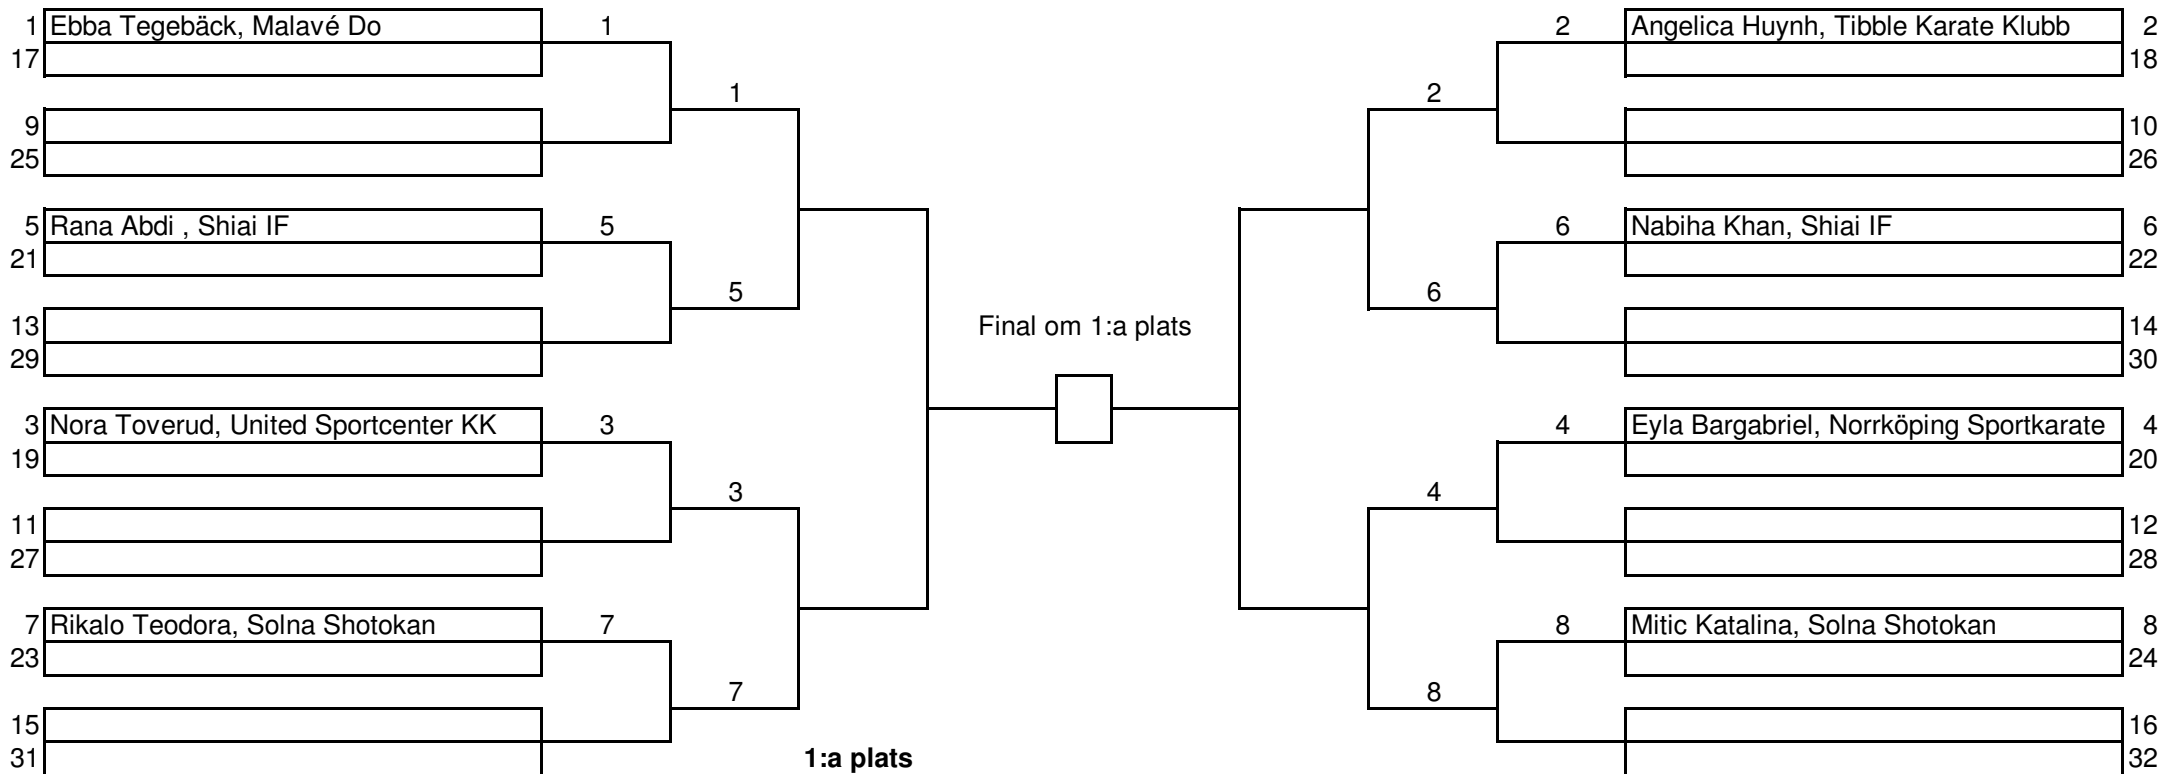 1 Ebba Tegebäck, Malavé Do 1 2 Angelica Huynh, Tibble Karate Klubb 2
17 18
1 2
9 10
25 26
5 Rana Abdi , Shiai IF 5 6 Nabiha Khan, Shiai IF 6
21 22
5 6
13 Final om 1:a plats 14
29 30
3 Nora Toverud, United Sportcenter KK 3 4 Eyla Bargabriel, Norrköping Sportkarate 4
19 20
3 4
11 12
27 28
7 Rikalo Teodora, Solna Shotokan 7 8 Mitic Katalina, Solna Shotokan 8
23 24
7 8
15 16
31 1:a plats 32